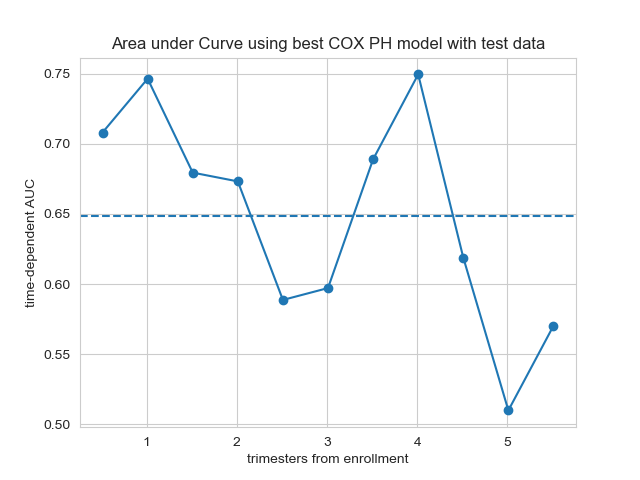 Area under Curve using best COX PH model with test data
time-dependent AUC
0.75
0.70
0.65
0.60
0.55
0.50
1 2 3 4 5
trimesters from enrollment